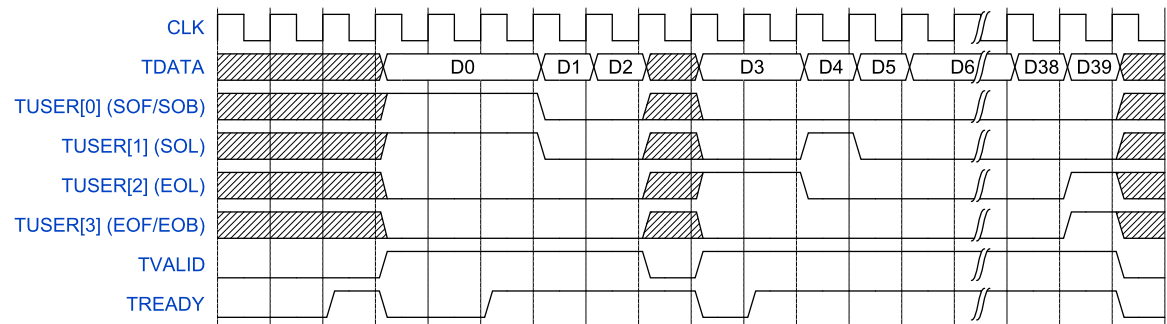 CLK
TDATA D0 D1 D2 D3 D4 D5 D6 D38 D39
TUSER[0] (SOF/SOB)
TUSER[1] (SOL)
TUSER[2] (EOL)
TUSER[3] (EOF/EOB)
TVALID
TREADY